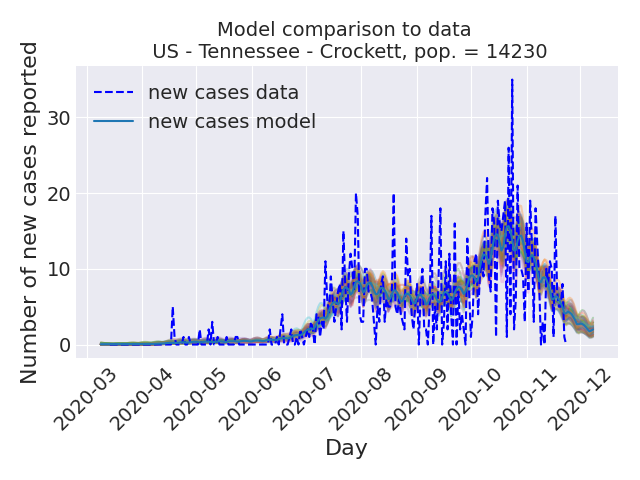 Model comparison to data
US - Tennessee - Crockett, pop. = 14230
Number of new cases reported
new cases data
new cases model
30
20
10
0
2020-03
2020-04
2020-05
2020-06
2020-07
2020-08
2020-09
2020-10
2020-11
2020-12
Day